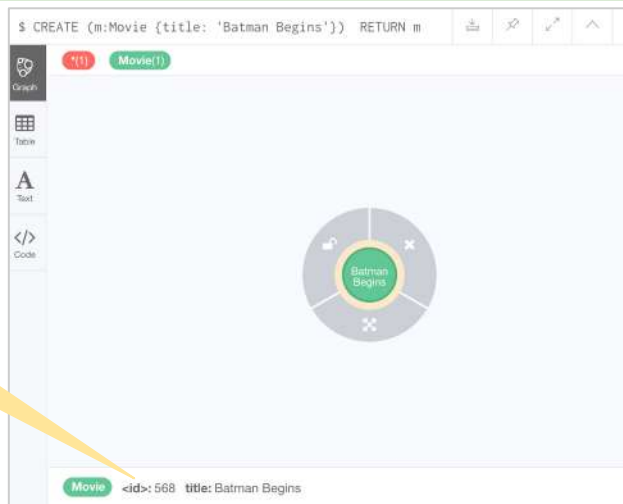 $ CREATE (m:Movie {title: 'Batman Begins'}) RETURN m
*(1) Movie(1)
Graph
Table
A
Text
</>
Code
Batman
Begins
Movie <id>: 568 title: Batman Begins